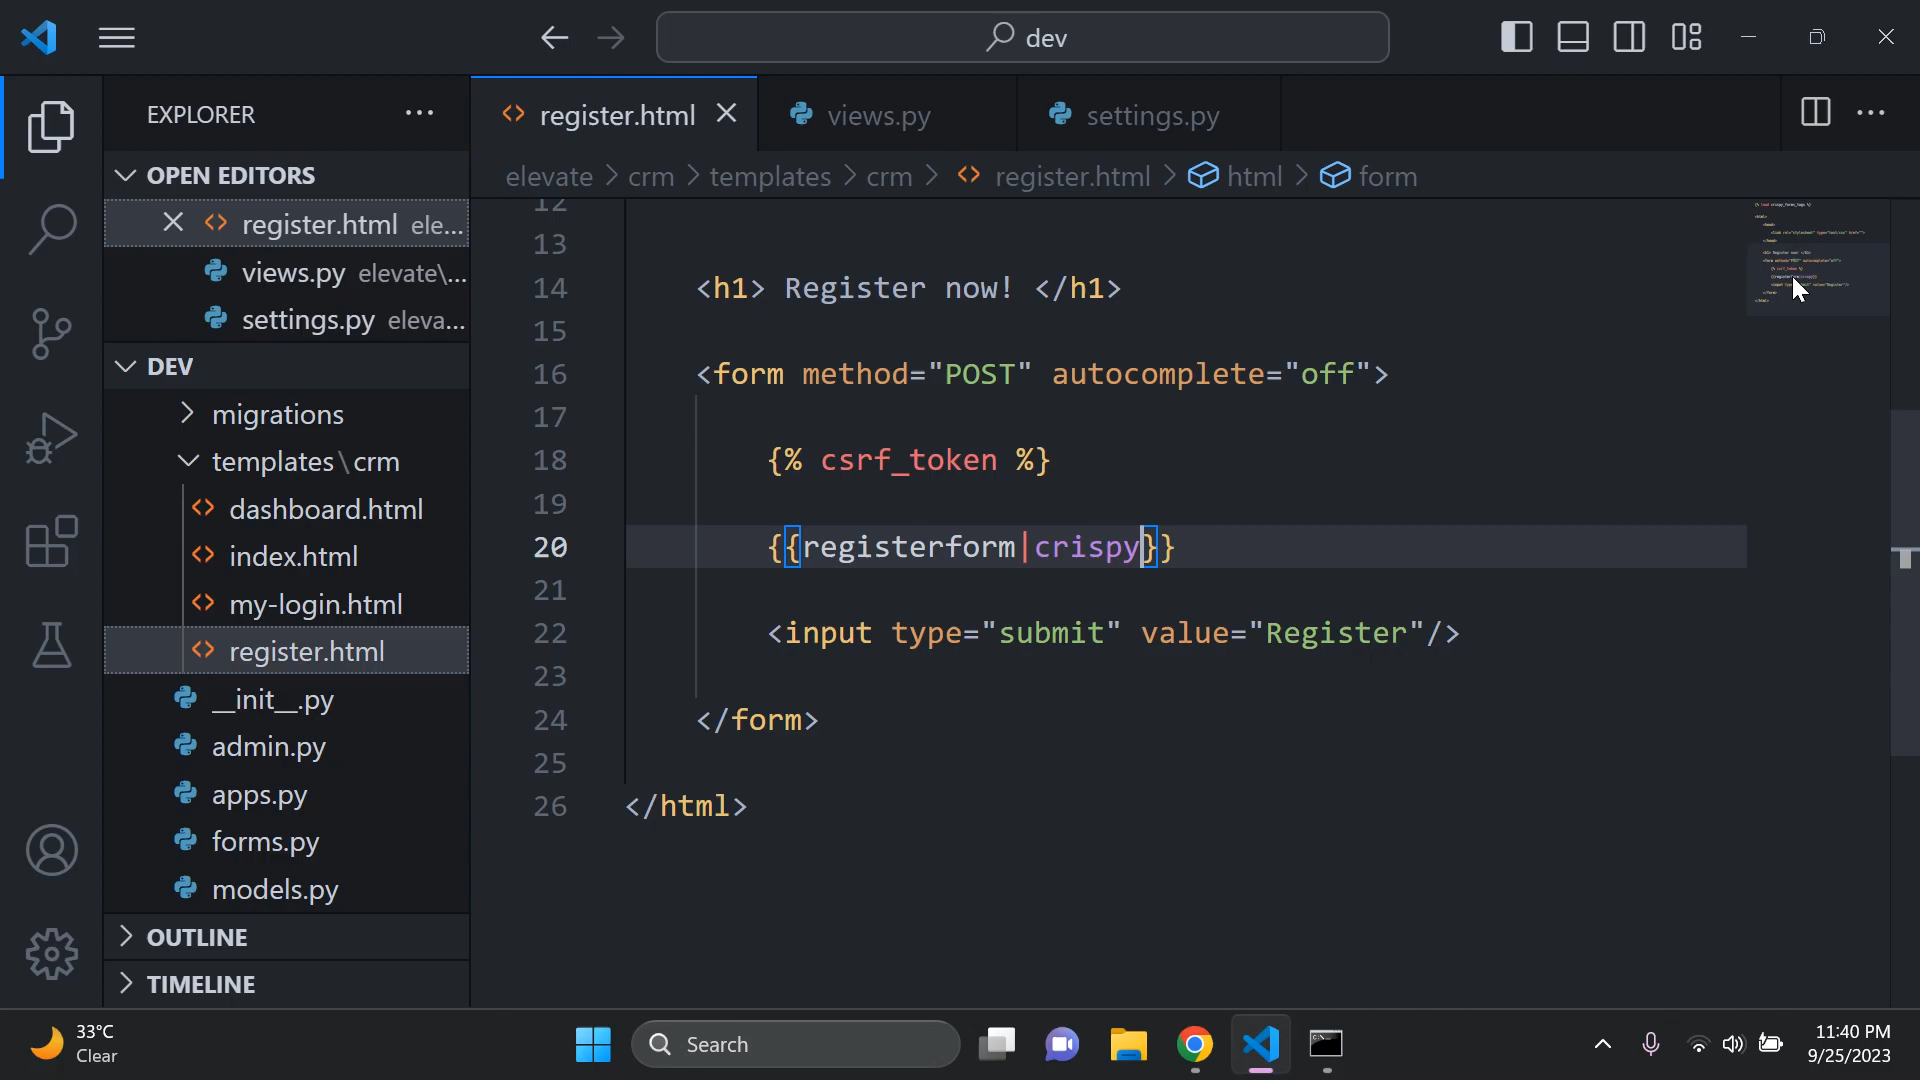 dev
EXPLORER
OPEN EDITORS
register.html ele...
views.py elevate\...
settings.py eleva...
DEV
migrations
templates\crm
dashboard.html
index.html
my-login.html
register.html
__init__.py
admin.py
apps.py
forms.py
models.py
OUTLINE
TIMELINE
register.html
views.py
settings.py
elevate > crm > templates > crm > register.html > html > form
12
13
14 <h1> Register now! </h1>
15
16 <form method="POST" autocomplete="off">
17
18 {% csrf_token %}
19
20 {{registerform|crispy}}
21
22 <input type="submit" value="Register"/>
23
24 </form>
25
26 </html>
33°C
Clear
Search
11:40 PM
9/25/2023